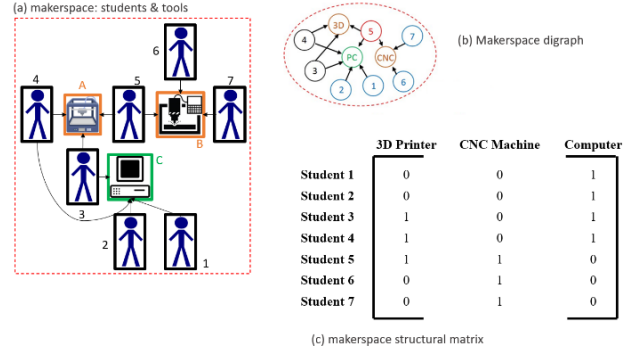 (a) makerspace: students & tools
6
4
A
5
7
B
C
3
2
1
3D
5
4
7
PC
CNC
3
2
1
6
(b) Makerspace digraph
3D Printer CNC Machine Computer
Student 1 0 0 1
Student 2 0 0 1
Student 3 1 0 1
Student 4 1 0 1
Student 5 1 1 0
Student 6 0 1 0
Student 7 0 1 0
(c) makerspace structural matrix